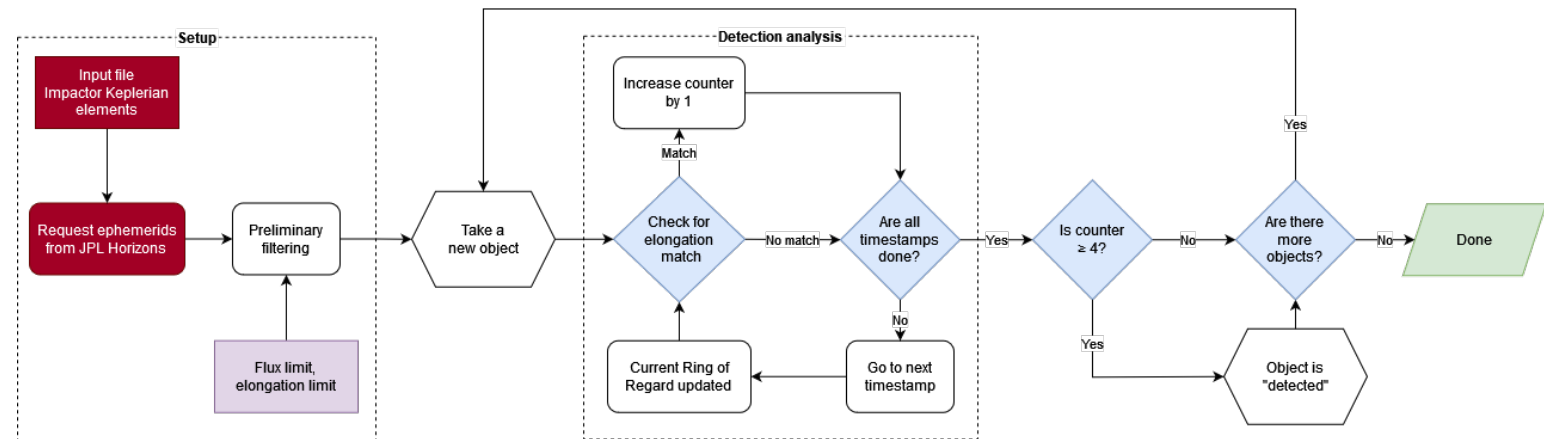 Setup
Input file
Impactor Keplerian
elements
Request ephemerids
from JPL Horizons
Preliminary
filtering
Flux limit,
elongation limit
Take a
new object
Detection analysis
Increase counter
by 1
Match
Check for
elongation
match
No match
Are all
timestamps
done?
No
Go to next
timestamp
Current Ring of
Regard updated
Yes
Is counter
≥ 4?
No
Yes
Object is
"detected"
Are there
more
objects?
Yes
No
Done